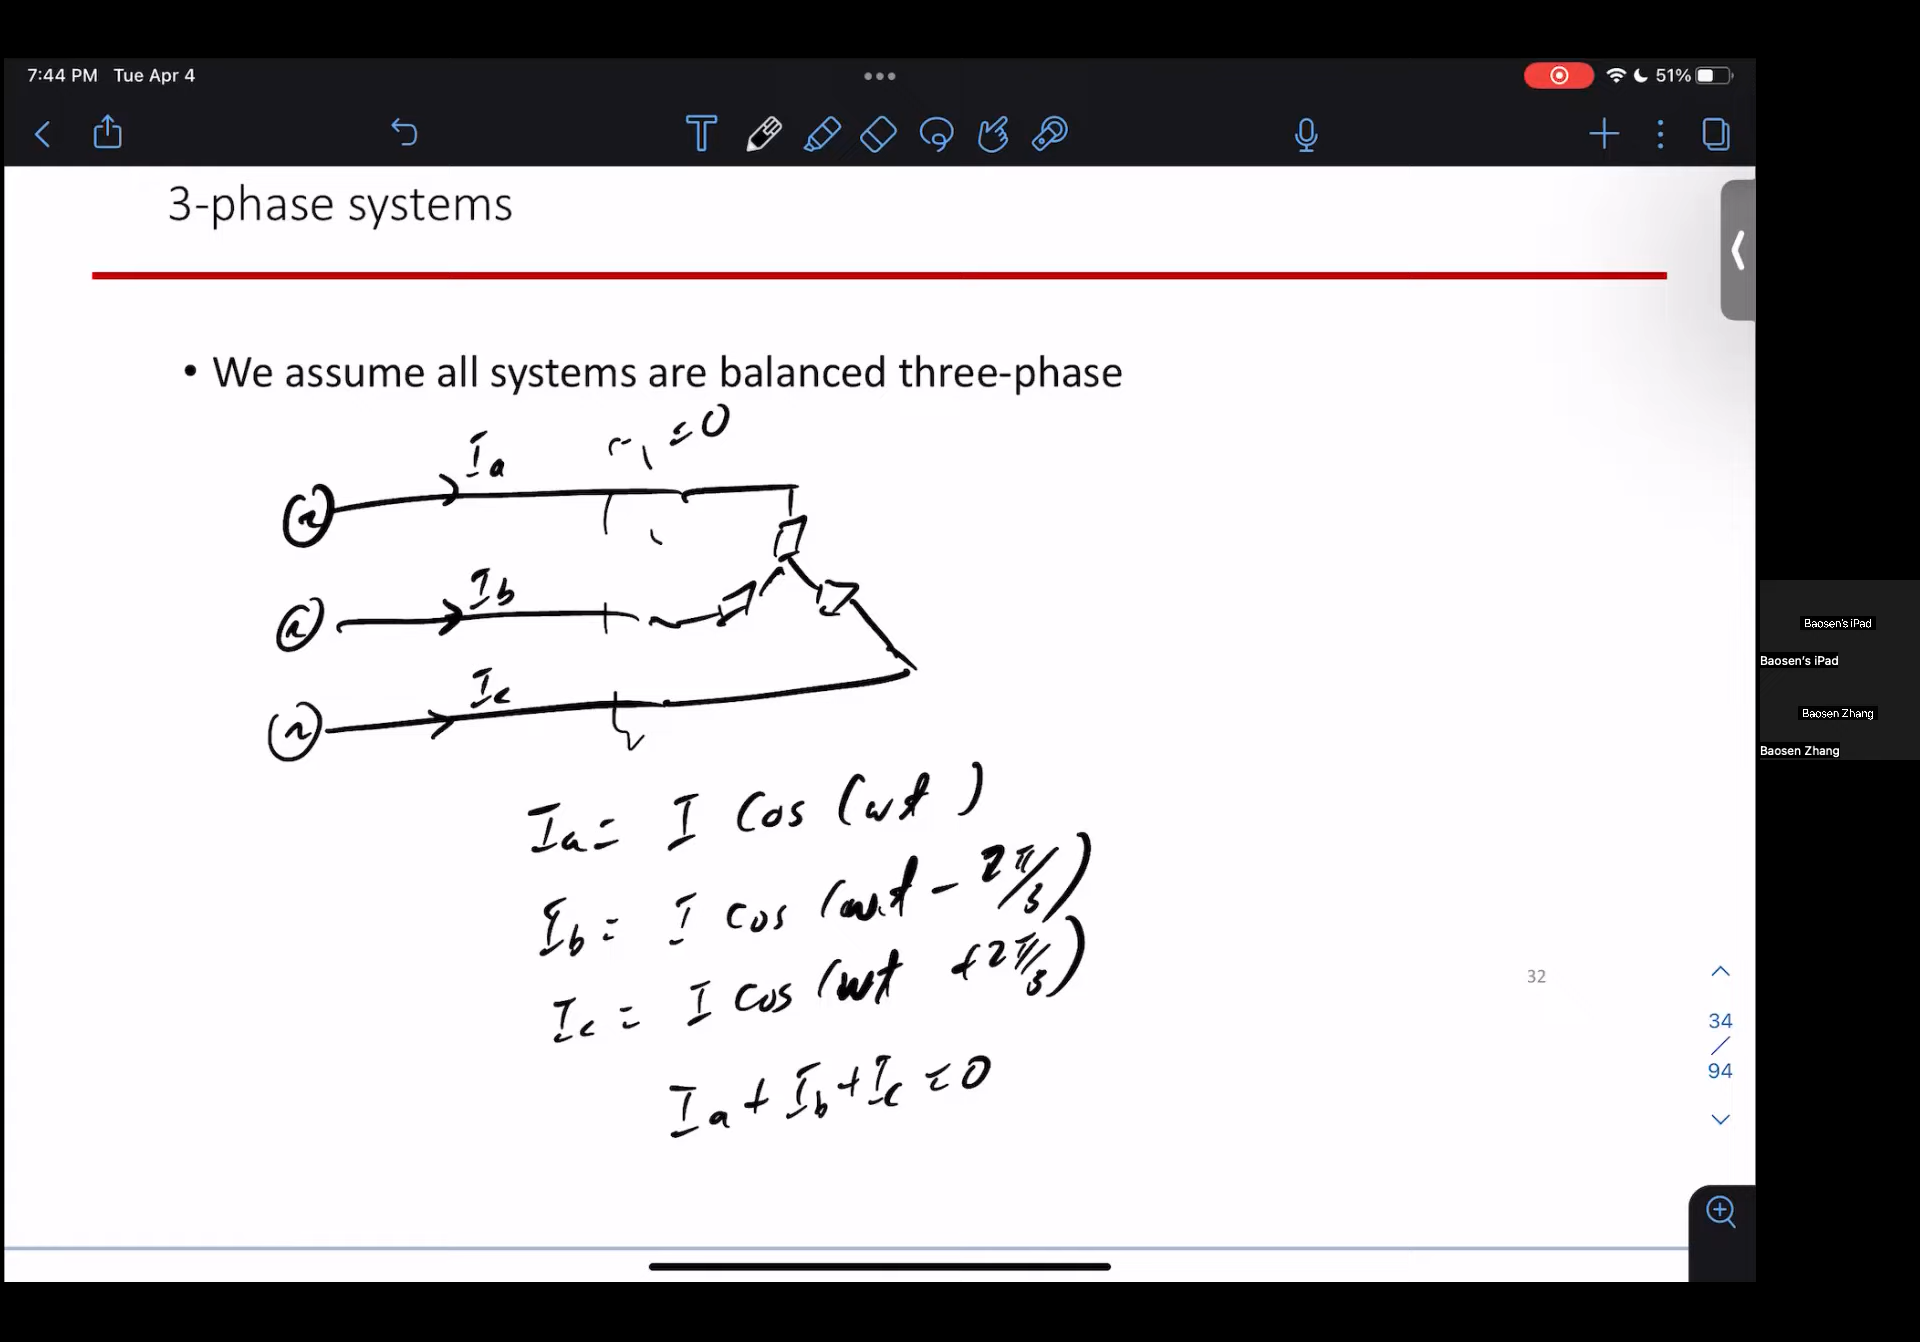 7:44 PM Tue Apr 4
51%
3-phase systems
• We assume all systems are balanced three-phase
= 0
Ia
Ib
Ic
Ia = I cos (wt )
Ib = I cos (wt - 2π/3)
Ic = I cos (wt + 2π/3)
Ia + Ib + Ic = 0
32
34
/
94
Baosen's iPad
Baosen's iPad
Baosen Zhang
Baosen Zhang